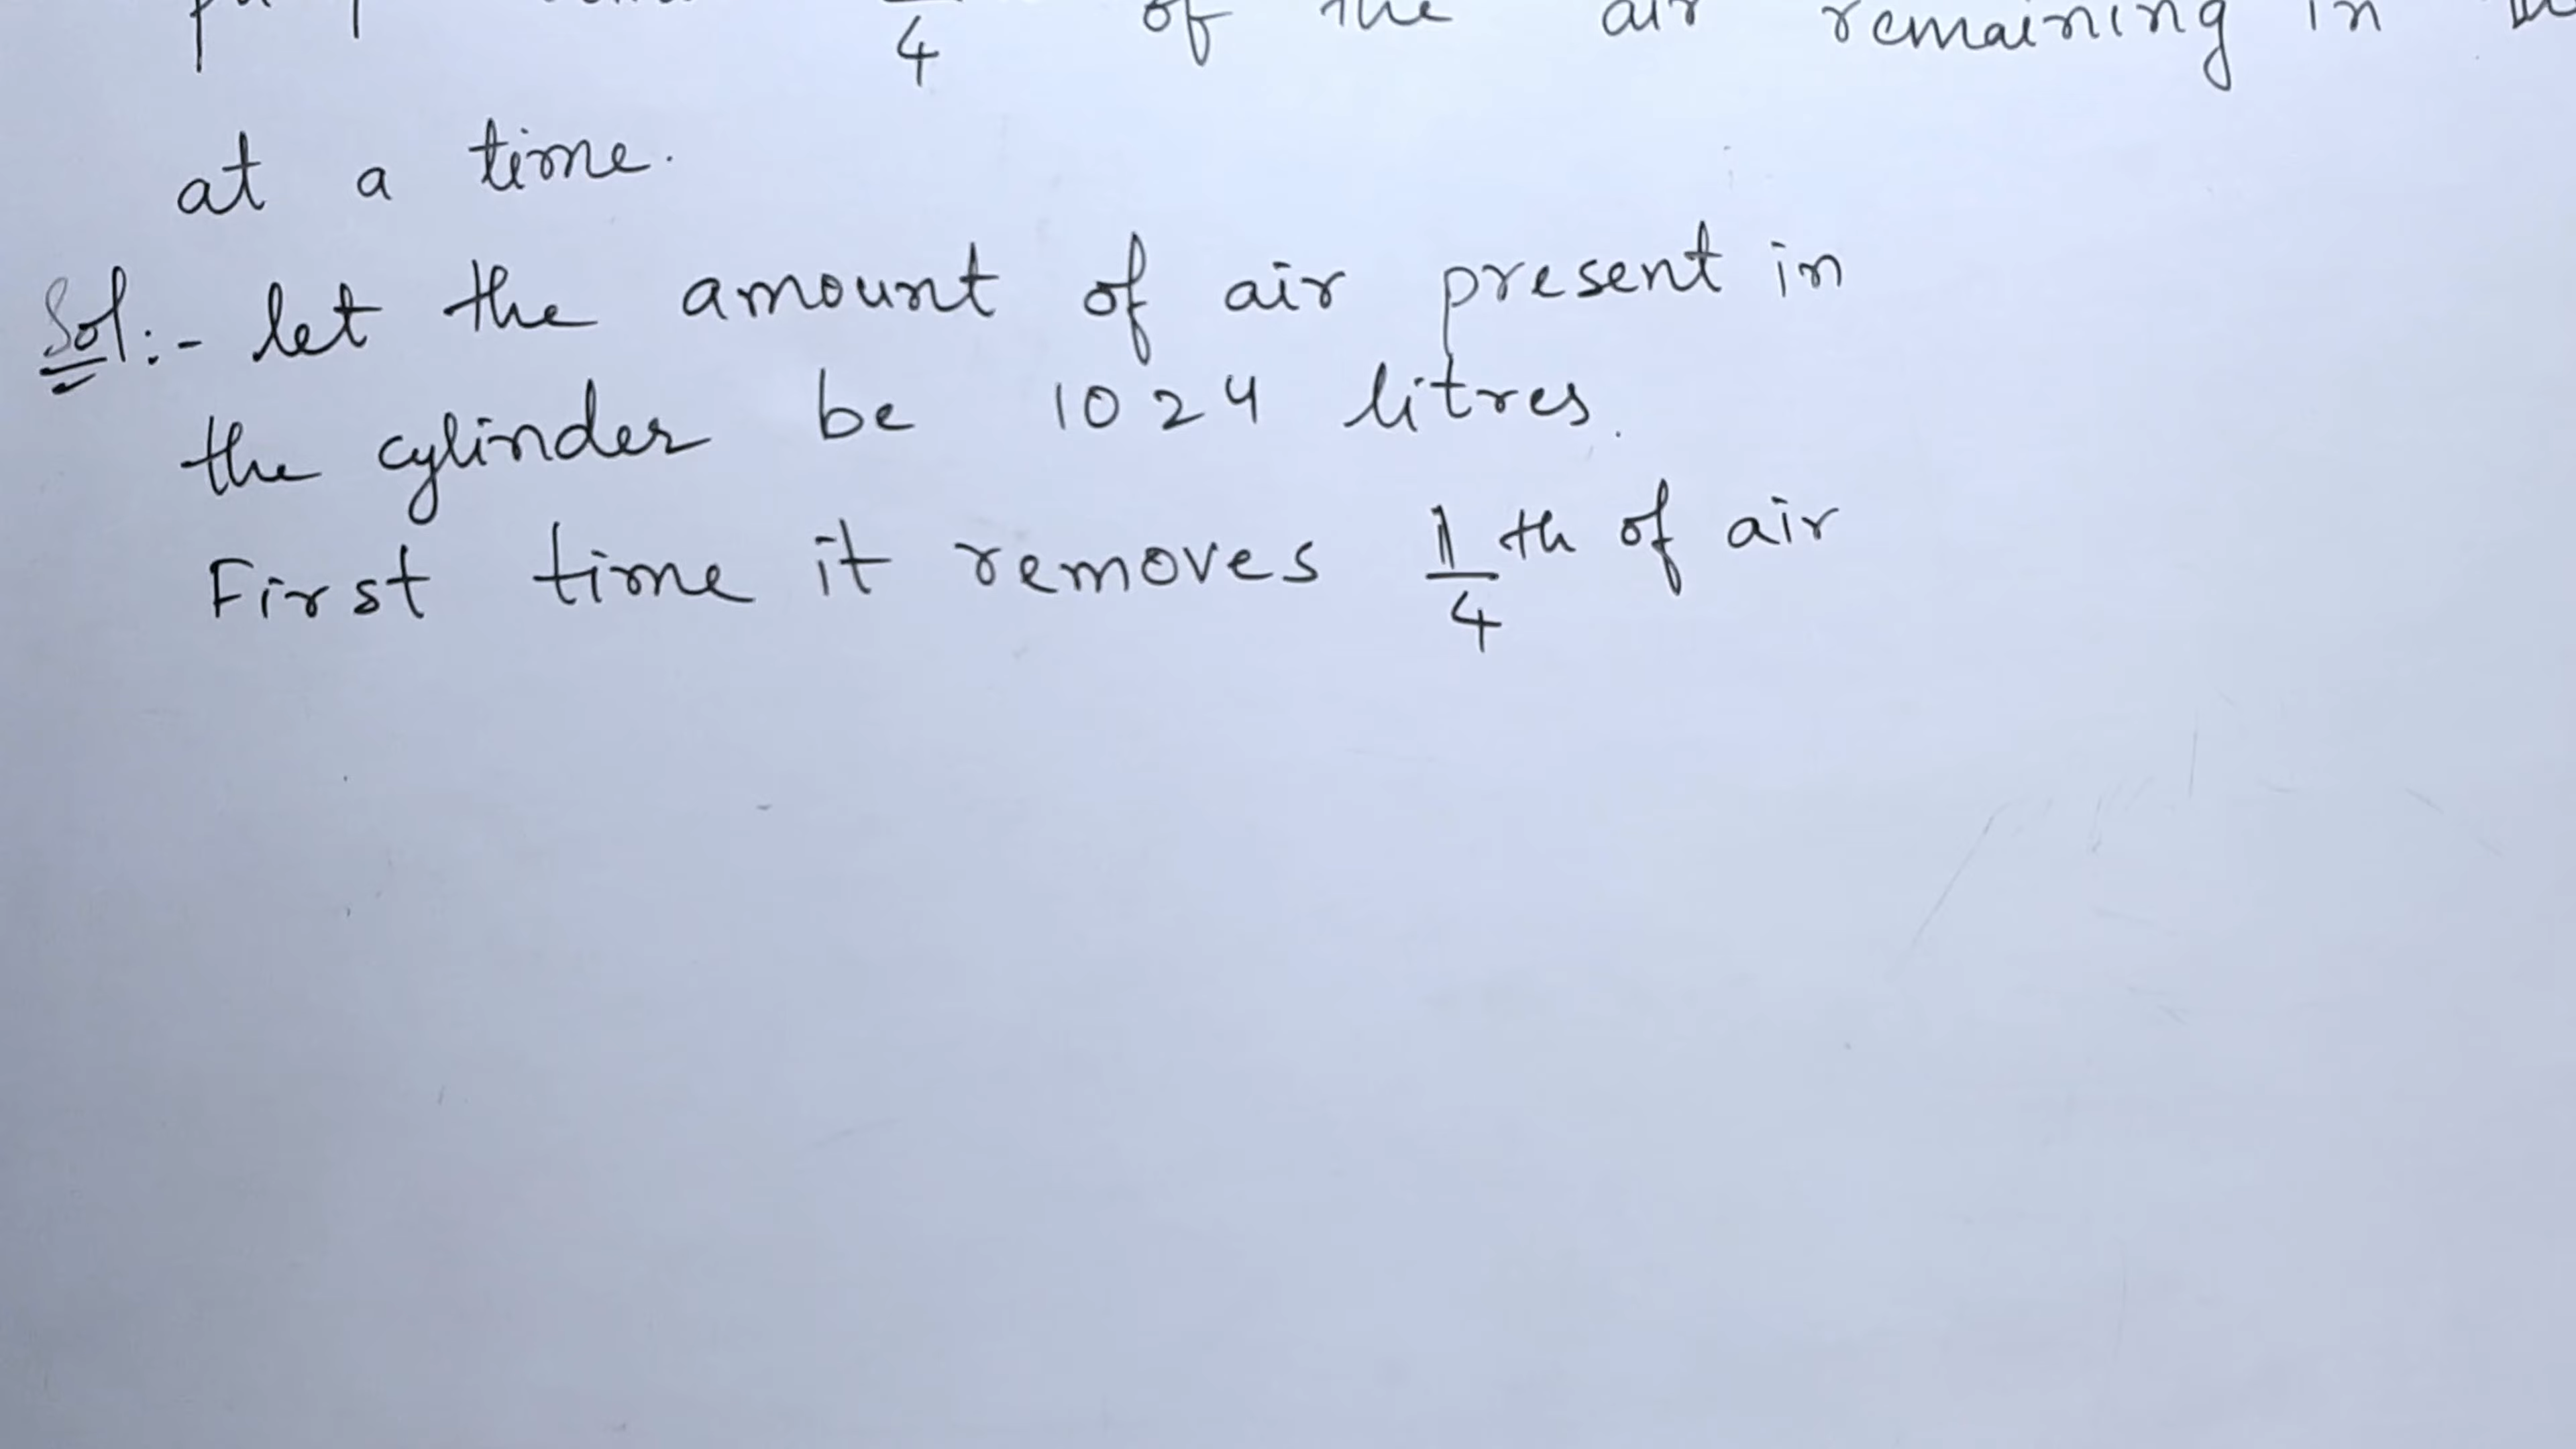 4 of the air remaining in
at a time.
Sol:- let the amount of air present in
the cylinder be 1024 litres.
First time it removes 1/4 th of air